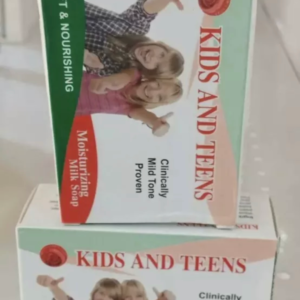 & NOURISHING
KIDS AND TEENS
Clinically
Mild Tone
Proven
Moisturizing
Milk Soap
KIDS AND TEENS
Clinically